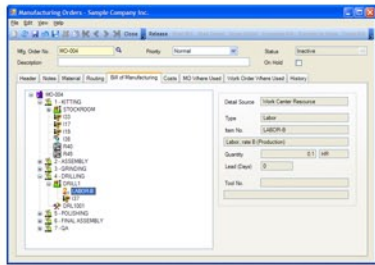 Manufacturing Orders - Sample Company Inc.
File Edit View Help
Close Release
Mfg. Order No. MO-004 Priority Normal Status Inactive
Description On Hold
Header Notes Material Routing Bill of Manufacturing Costs MO Where Used Work Order Where Used History
MO-004
1 - KITTING
STOCKROOM
I33
I17
I18
I36
R40
R45
2 - ASSEMBLY
3 - GRINDING
4 - DRILLING
DRILL1
LABOR-B
I37
DRL1001
5 - POLISHING
6 - FINAL ASSEMBLY
7 - QA
Detail Source Work Center Resource
Type Labor
Item No. LABOR-B
Labor, rate B (Production)
Quantity 0.1 HR
Lead (Days) 0
Tool No.